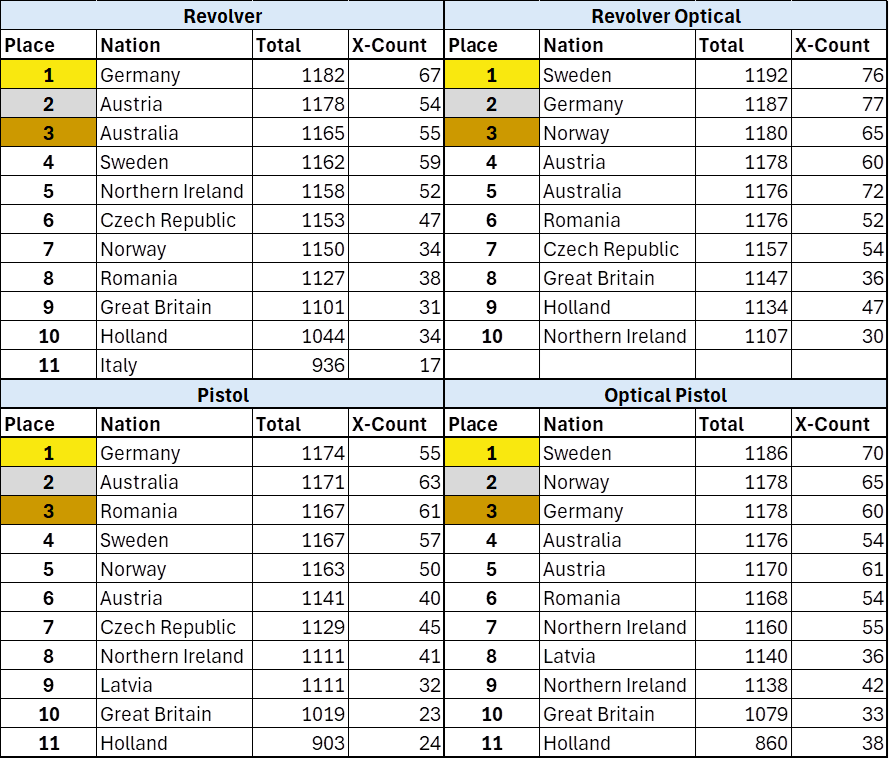 Revolver
Place Nation Total X-Count
1 Germany 1182 67
2 Austria 1178 54
3 Australia 1165 55
4 Sweden 1162 59
5 Northern Ireland 1158 52
6 Czech Republic 1153 47
7 Norway 1150 34
8 Romania 1127 38
9 Great Britain 1101 31
10 Holland 1044 34
11 Italy 936 17
Revolver Optical
Place Nation Total X-Count
1 Sweden 1192 76
2 Germany 1187 77
3 Norway 1180 65
4 Austria 1178 60
5 Australia 1176 72
6 Romania 1176 52
7 Czech Republic 1157 54
8 Great Britain 1147 36
9 Holland 1134 47
10 Northern Ireland 1107 30
Pistol
Place Nation Total X-Count
1 Germany 1174 55
2 Australia 1171 63
3 Romania 1167 61
4 Sweden 1167 57
5 Norway 1163 50
6 Austria 1141 40
7 Czech Republic 1129 45
8 Northern Ireland 1111 41
9 Latvia 1111 32
10 Great Britain 1019 23
11 Holland 903 24
Optical Pistol
Place Nation Total X-Count
1 Sweden 1186 70
2 Norway 1178 65
3 Germany 1178 60
4 Australia 1176 54
5 Austria 1170 61
6 Romania 1168 54
7 Northern Ireland 1160 55
8 Latvia 1140 36
9 Northern Ireland 1138 42
10 Great Britain 1079 33
11 Holland 860 38